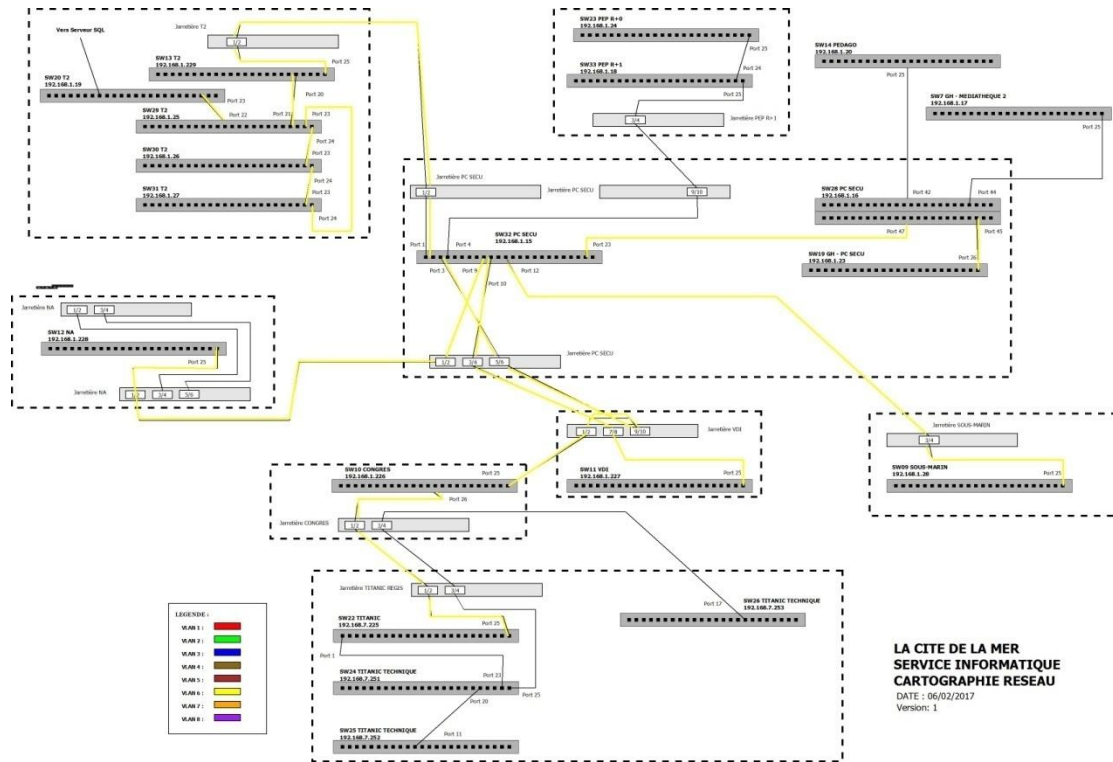 Jarretière T2
1/2
Vers Serveur SQL
SW13 T2
192.168.1.229
Port 25
SW20 T2
192.168.1.19
Port 20
Port 23
SW29 T2
192.168.1.25
Port 22
Port 21
Port 23
Port 24
SW30 T2
192.168.1.26
Port 23
Port 24
SW31 T2
192.168.1.27
Port 23
Port 24
SW23 PEP R+0
192.168.1.24
Port 25
SW33 PEP R+1
192.168.1.18
Port 24
Port 25
3/4
Jarretière PEP R+1
SW14 PEDAGO
192.168.1.20
Port 25
SW7 GH - MEDIATHEQUE 2
192.168.1.17
Port 25
Jarretière PC SECU
1/2
Jarretière PC SECU
9/10
SW28 PC SECU
192.168.1.16
Port 42
Port 44
Port 47
Port 45
SW32 PC SECU
192.168.1.15
Port 1
Port 4
Port 23
Port 3
Port 9
Port 10
Port 12
SW19 GH - PC SECU
192.168.1.23
Port 26
1/2
3/4
5/6
Jarretière PC SECU
Jarretière NA
1/2
3/4
SW12 NA
192.168.1.228
Port 25
Jarretière NA
1/2
3/4
5/6
1/2
7/8
9/10
Jarretière VDI
SW11 VDI
192.168.1.227
Port 25
Jarretière SOUS-MARIN
3/4
SW09 SOUS-MARIN
192.168.1.28
Port 25
SW10 CONGRES
192.168.1.226
Port 25
Port 26
Jarretière CONGRES
1/2
3/4
Jarretière TITANIC REGIE
1/2
3/4
SW22 TITANIC
192.168.7.225
Port 25
Port 1
SW24 TITANIC TECHNIQUE
192.168.7.251
Port 23
Port 25
Port 20
SW25 TITANIC TECHNIQUE
192.168.7.252
Port 11
Port 17
SW26 TITANIC TECHNIQUE
192.168.7.253
LEGENDE :
VLAN 1 :
VLAN 2 :
VLAN 3 :
VLAN 4 :
VLAN 5 :
VLAN 6 :
VLAN 7 :
VLAN 8 :
LA CITE DE LA MER
SERVICE INFORMATIQUE
CARTOGRAPHIE RESEAU
DATE : 06/02/2017
Version: 1